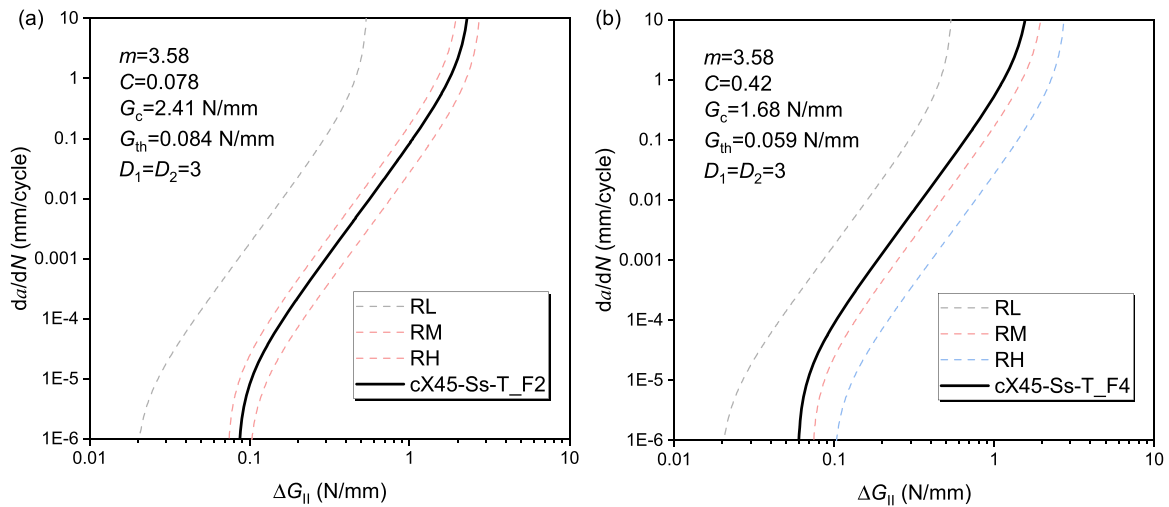 (a)
m=3.58
C=0.078
Gc=2.41 N/mm
Gth=0.084 N/mm
D1=D2=3
da/dN (mm/cycle)
10
1
0.1
0.01
0.001
1E-4
1E-5
1E-6
RL
RM
RH
cX45-Ss-T_F2
0.01
0.1
1
10
ΔGII (N/mm)
(b)
m=3.58
C=0.42
Gc=1.68 N/mm
Gth=0.059 N/mm
D1=D2=3
da/dN (mm/cycle)
10
1
0.1
0.01
0.001
1E-4
1E-5
1E-6
RL
RM
RH
cX45-Ss-T_F4
0.01
0.1
1
10
ΔGII (N/mm)